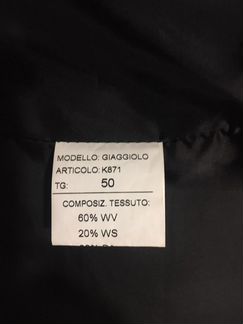 MODELLO: GIAGGIOLO
ARTICOLO: K871
TG: 50
COMPOSIZ. TESSUTO:
60% WV
20% WS